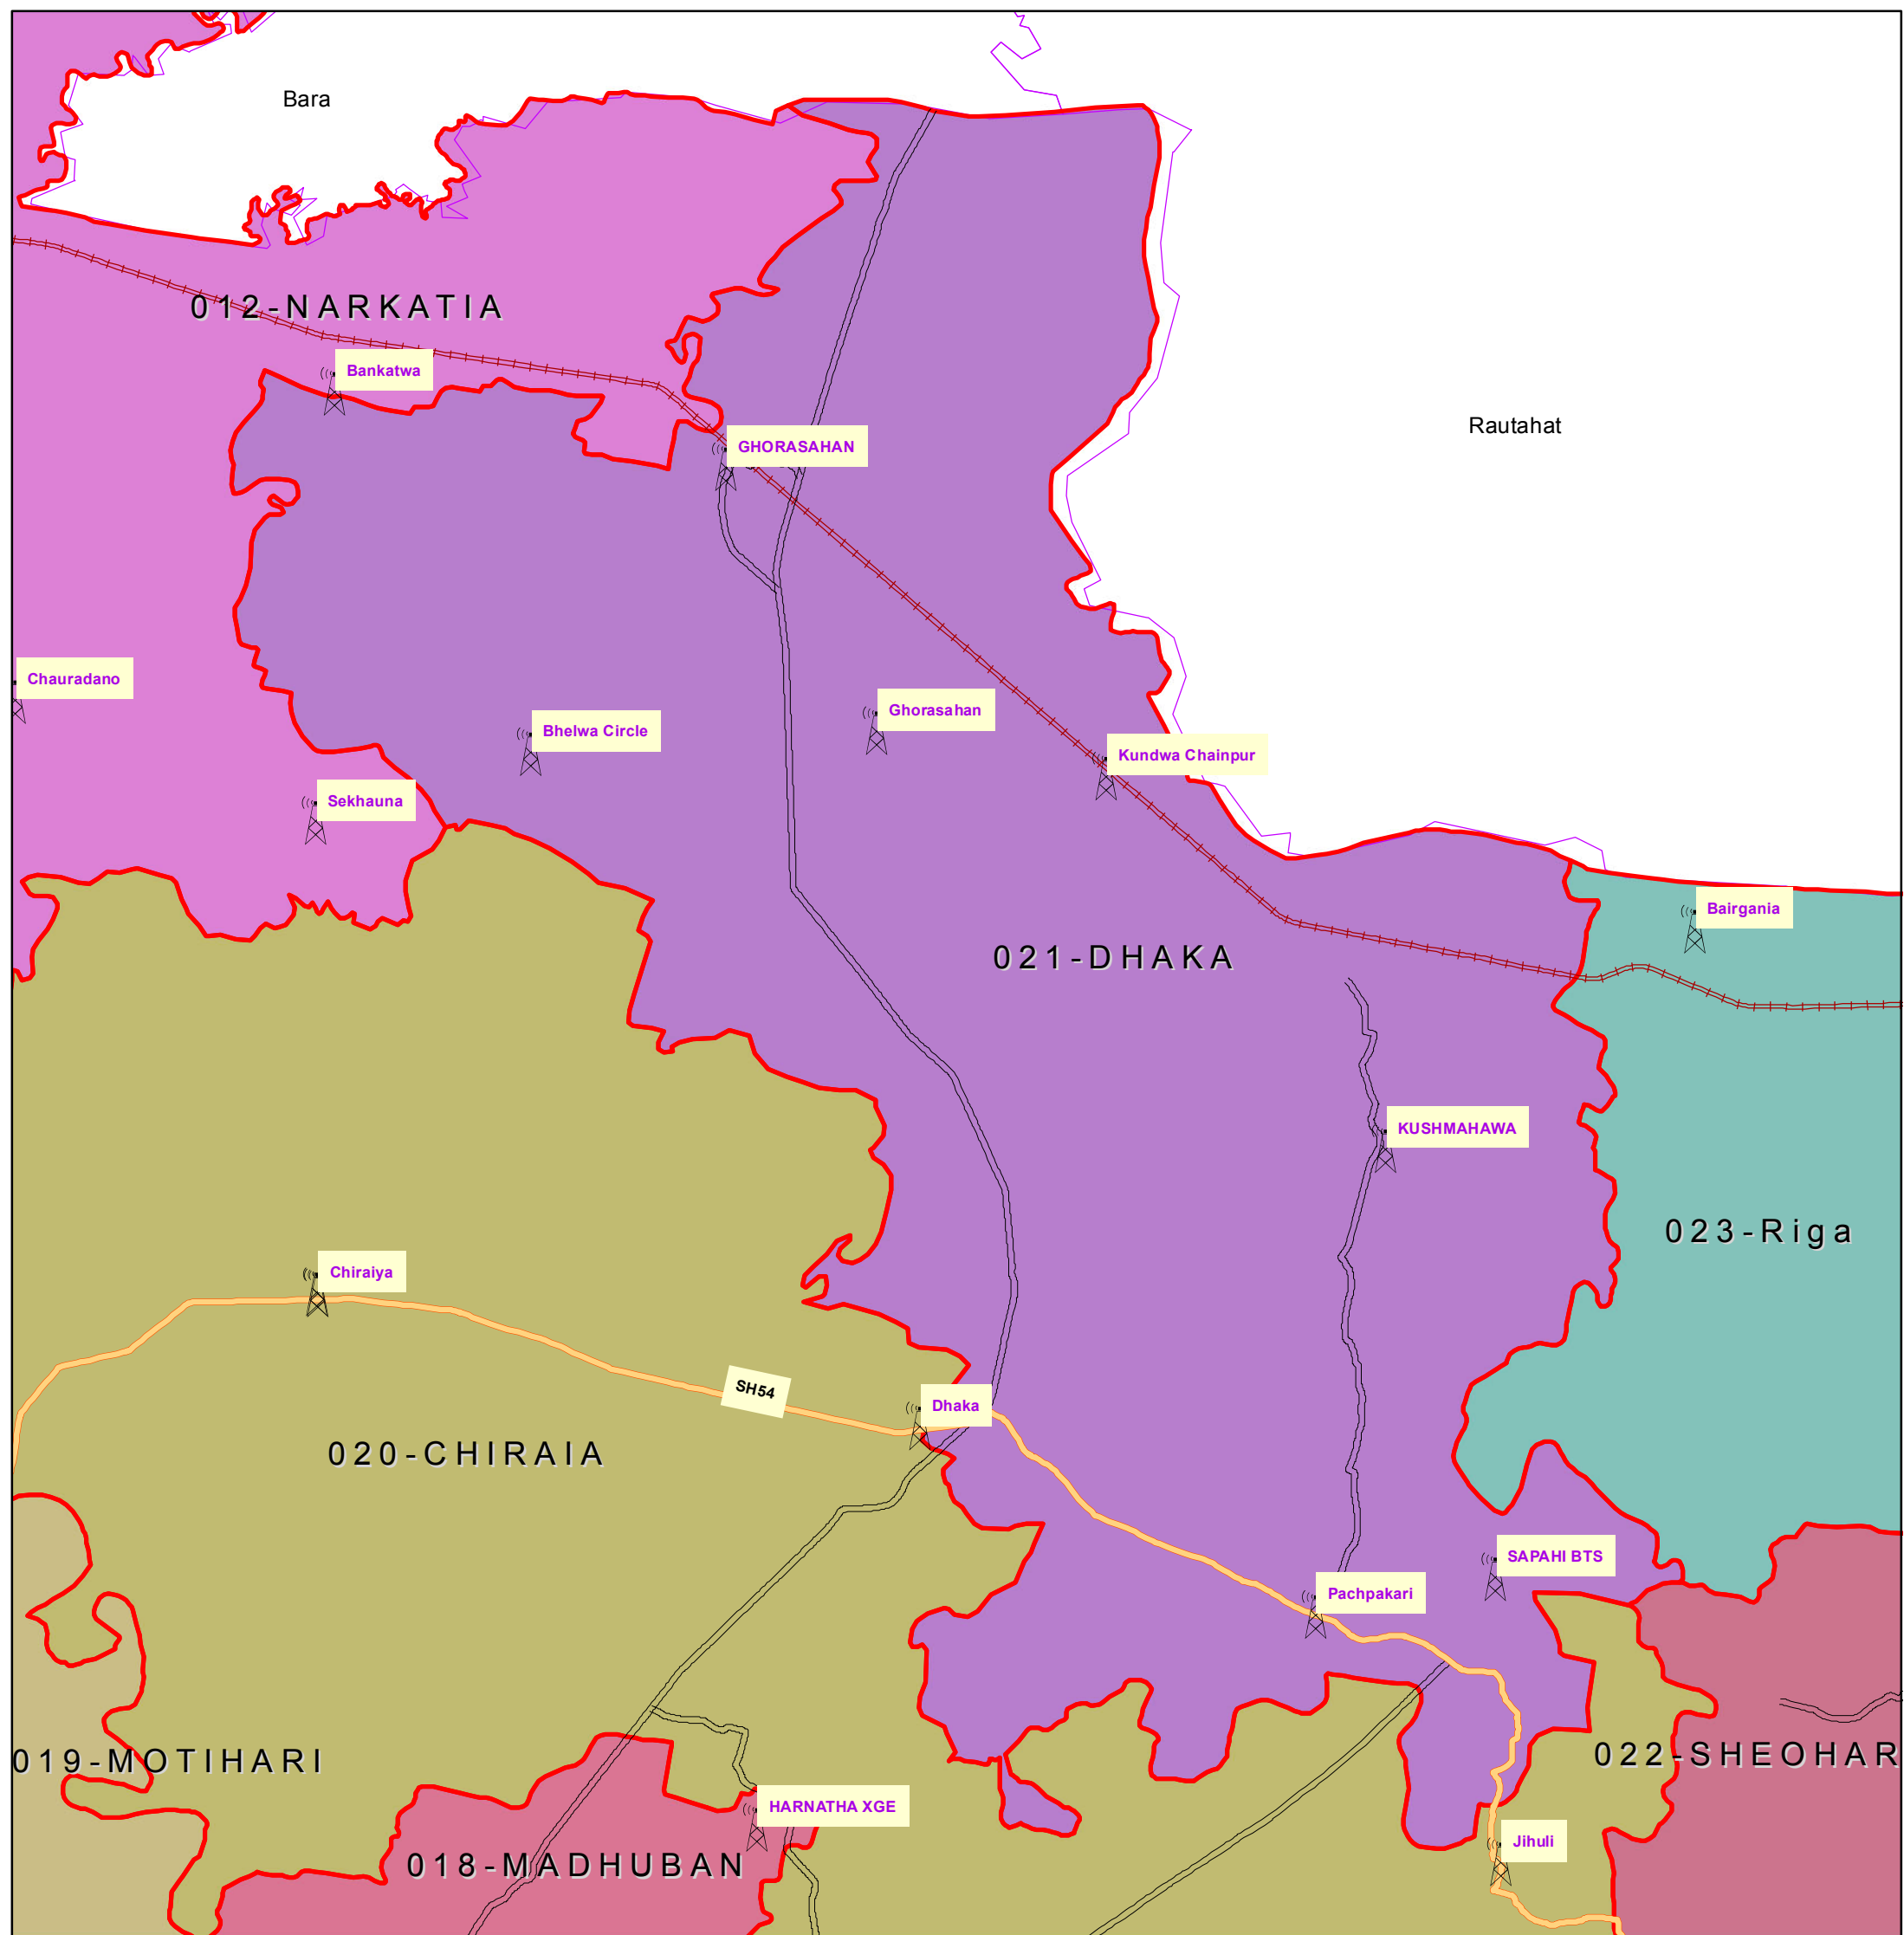 Bara
012-NARKATIA
Bankatwa
GHORASAHAN
Rautahat
Chauradano
Ghorasahan
Bhelwa Circle
Kundwa Chainpur
Sekhauna
Bairgania
021-DHAKA
KUSHMAHAWA
023-Riga
Chiraiya
SH54
Dhaka
020-CHIRAIA
SAPAHI BTS
Pachpakari
019-MOTIHARI
022-SHEOHAR
HARNATHA XGE
Jihuli
018-MADHUBAN